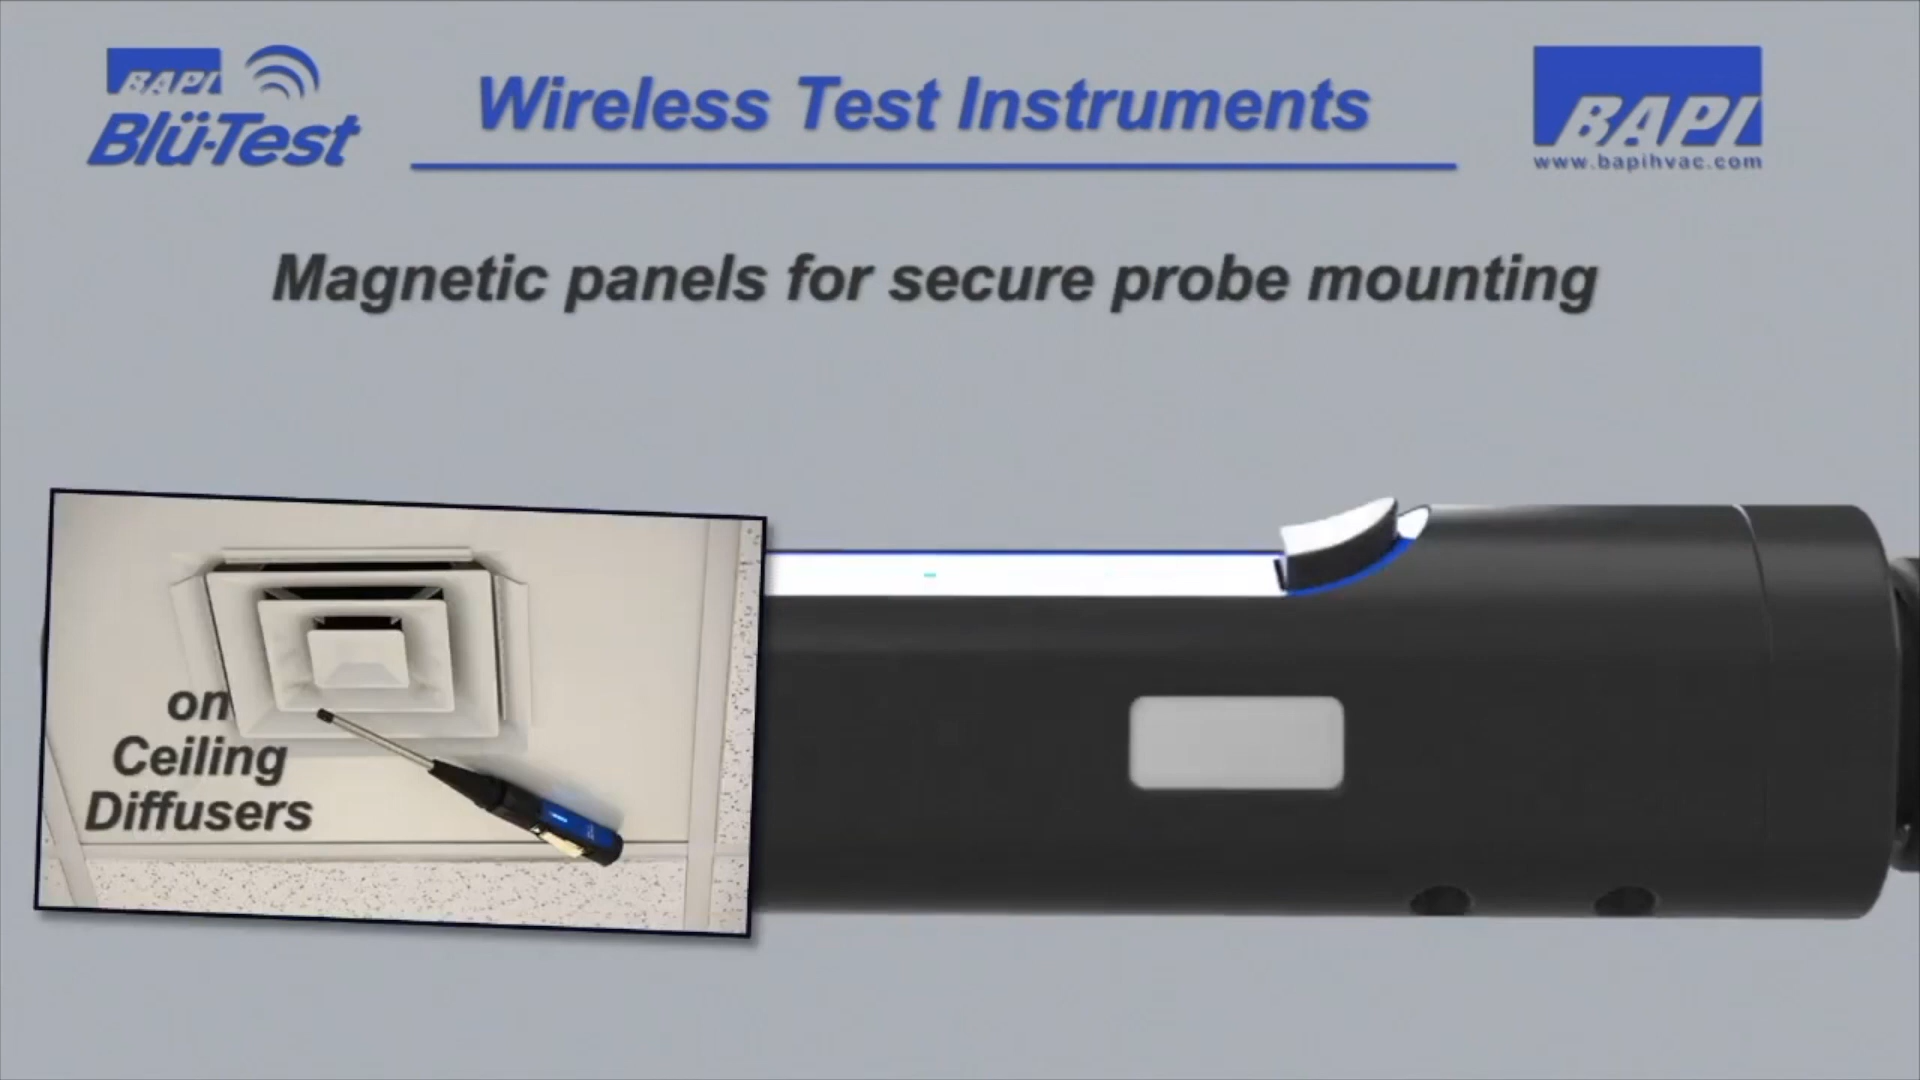 BAPI
Blü-Test
Wireless Test Instruments
BAPI
www.bapihvac.com
Magnetic panels for secure probe mounting
on
Ceiling
Diffusers